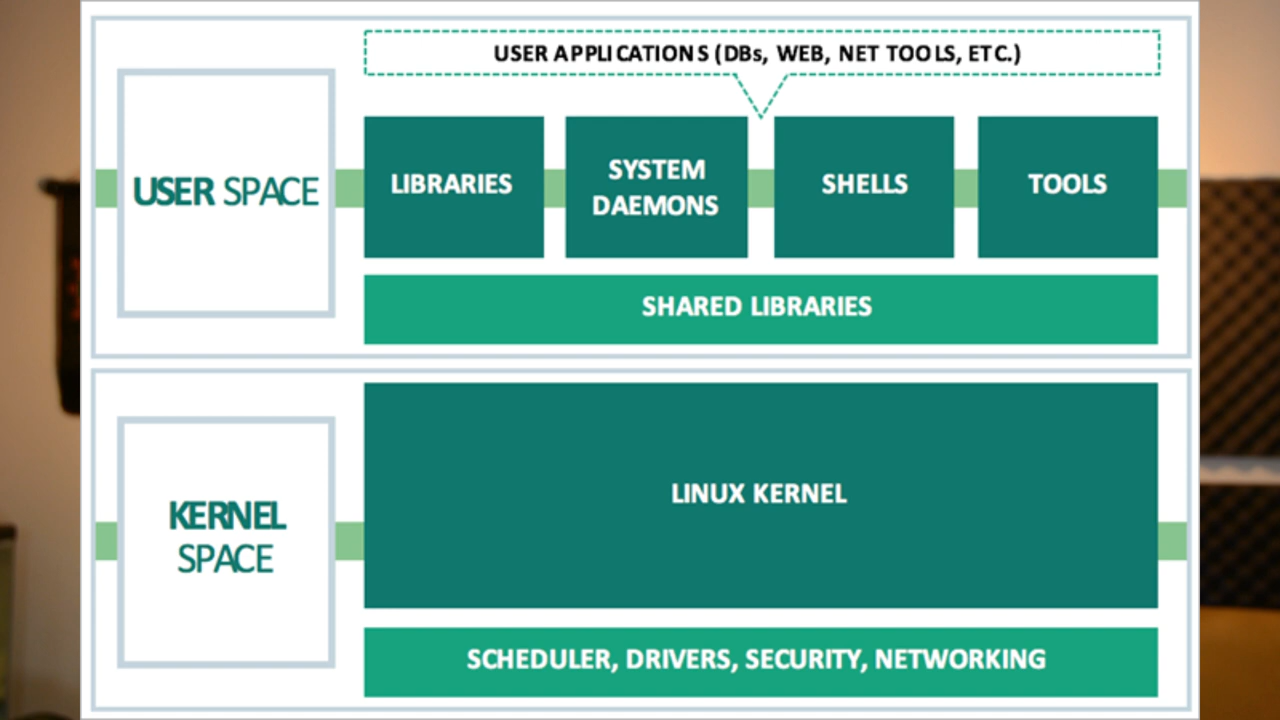 USER APPLICATIONS (DBs, WEB, NET TOOLS, ETC.)
USER SPACE
LIBRARIES
SYSTEM
DAEMONS
SHELLS
TOOLS
SHARED LIBRARIES
KERNEL
SPACE
LINUX KERNEL
SCHEDULER, DRIVERS, SECURITY, NETWORKING